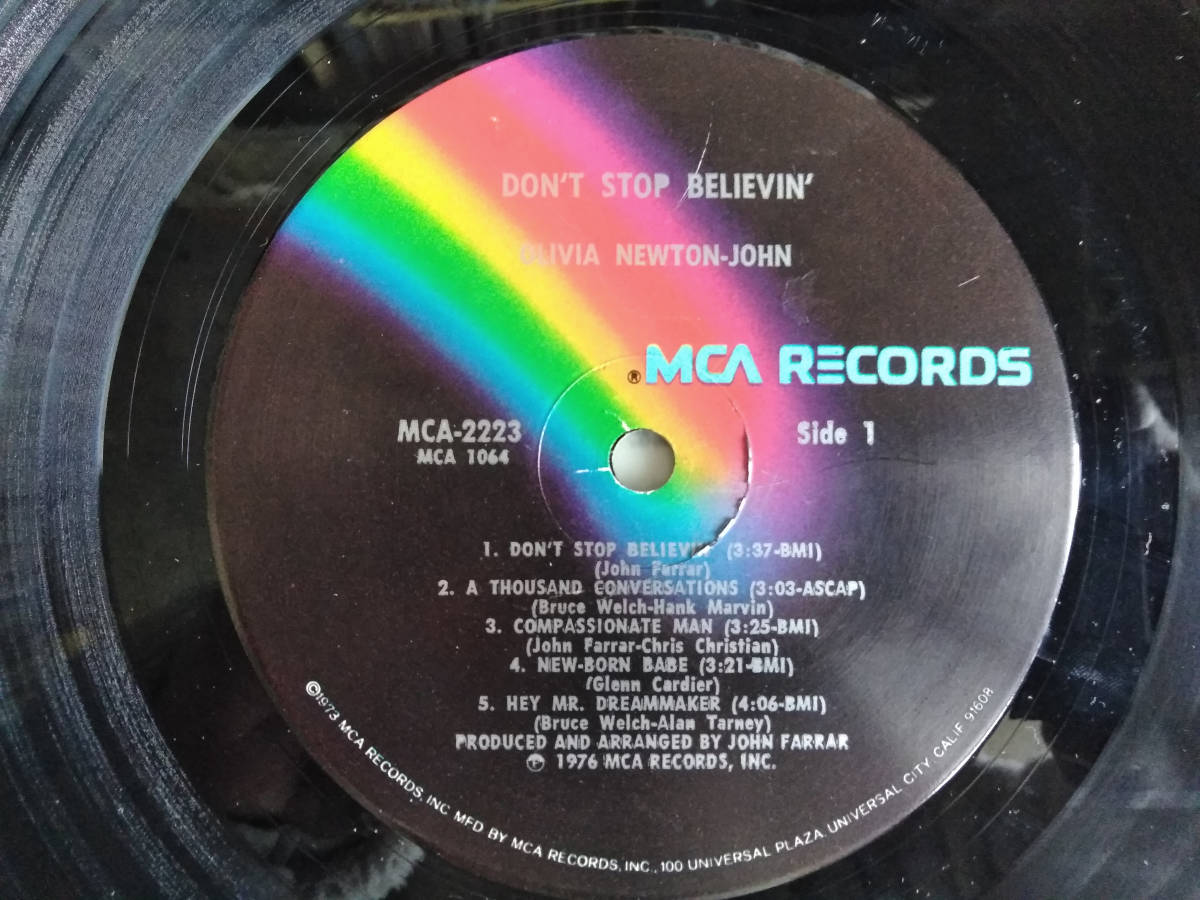 DON'T STOP BELIEVIN'
OLIVIA NEWTON-JOHN
®MCA RECORDS
MCA-2223
MCA 1064
Side 1
1. DON'T STOP BELIEVIN' (3:37-BMI)
(John Farrar)
2. A THOUSAND CONVERSATIONS (3:03-ASCAP)
(Bruce Welch-Hank Marvin)
3. COMPASSIONATE MAN (3:25-BMI)
(John Farrar-Chris Christian)
4. NEW-BORN BABE (3:21-BMI)
(Glenn Cardier)
5. HEY MR. DREAMMAKER (4:06-BMI)
(Bruce Welch-Alan Tarney)
PRODUCED AND ARRANGED BY JOHN FARRAR
℗ 1976 MCA RECORDS, INC.
©1973 MCA RECORDS, INC MFD BY MCA RECORDS, INC., 100 UNIVERSAL PLAZA UNIVERSAL CITY CALIF 91608